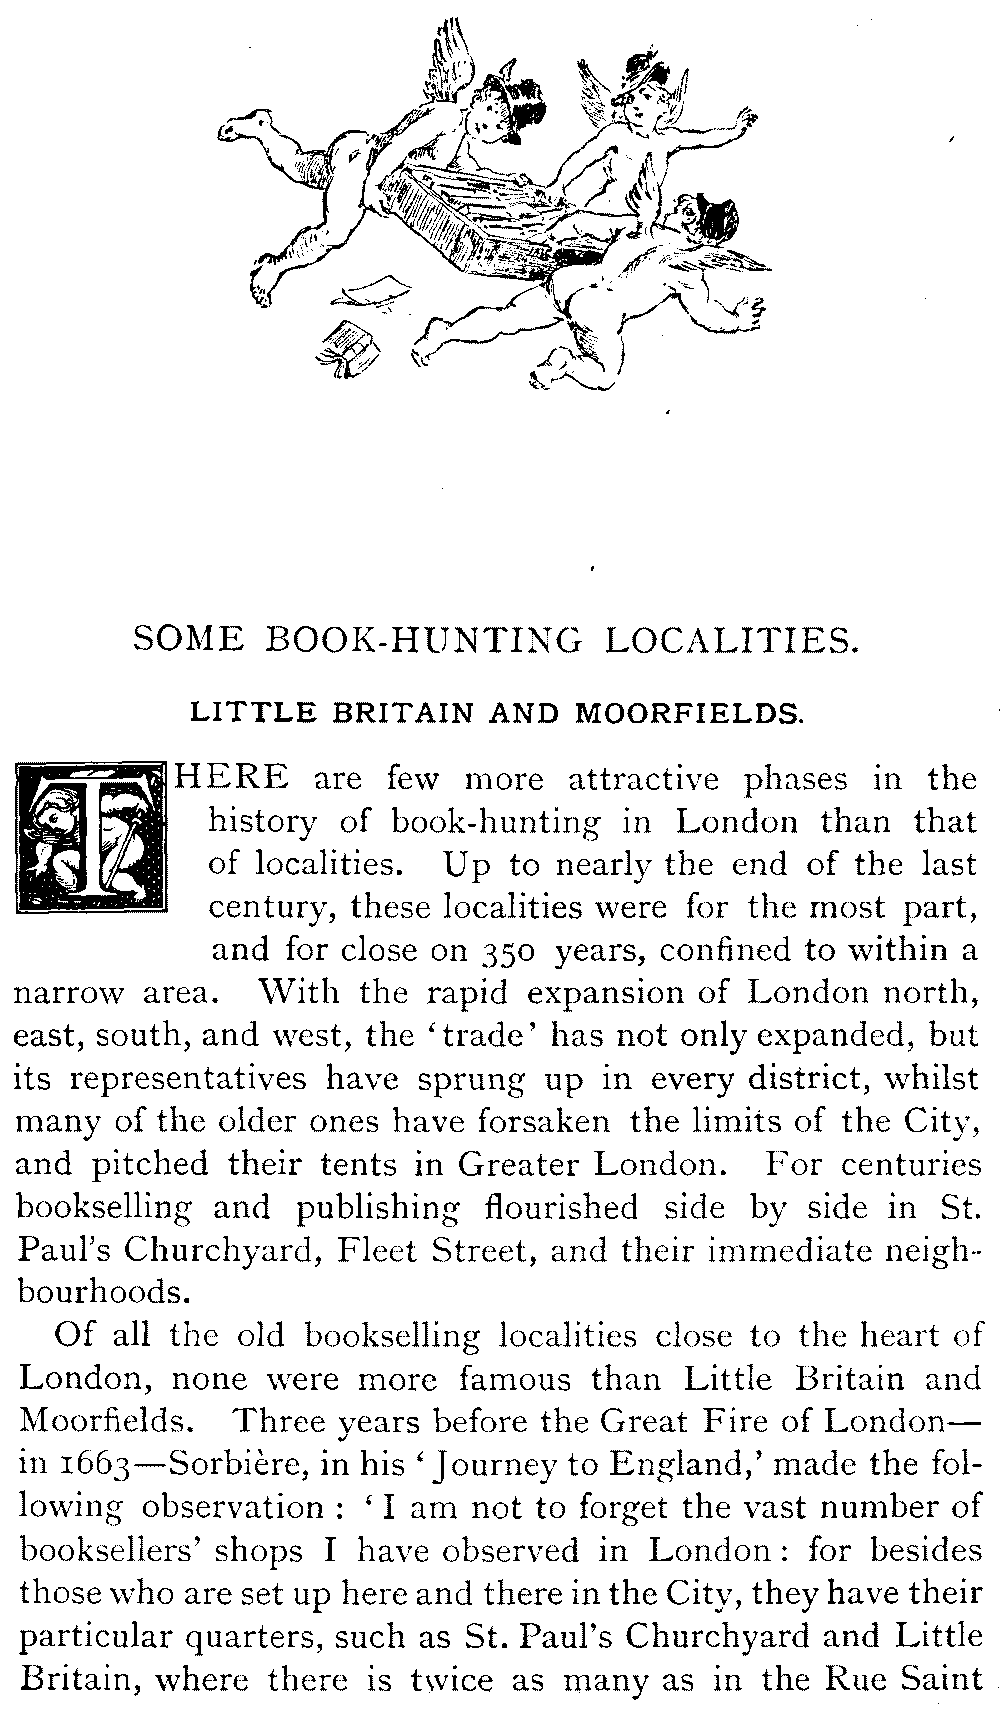 SOME BOOK-HUNTING LOCALITIES.
LITTLE BRITAIN AND MOORFIELDS.
THERE are few more attractive phases in the
history of book-hunting in London than that
of localities. Up to nearly the end of the last
century, these localities were for the most part,
and for close on 350 years, confined to within a
narrow area. With the rapid expansion of London north,
east, south, and west, the ‘trade’ has not only expanded, but
its representatives have sprung up in every district, whilst
many of the older ones have forsaken the limits of the City,
and pitched their tents in Greater London. For centuries
bookselling and publishing flourished side by side in St.
Paul’s Churchyard, Fleet Street, and their immediate neigh-
bourhoods.
Of all the old bookselling localities close to the heart of
London, none were more famous than Little Britain and
Moorfields. Three years before the Great Fire of London—
in 1663—Sorbière, in his ‘Journey to England,’ made the fol-
lowing observation : ‘I am not to forget the vast number of
booksellers’ shops I have observed in London : for besides
those who are set up here and there in the City, they have their
particular quarters, such as St. Paul’s Churchyard and Little
Britain, where there is twice as many as in the Rue Saint